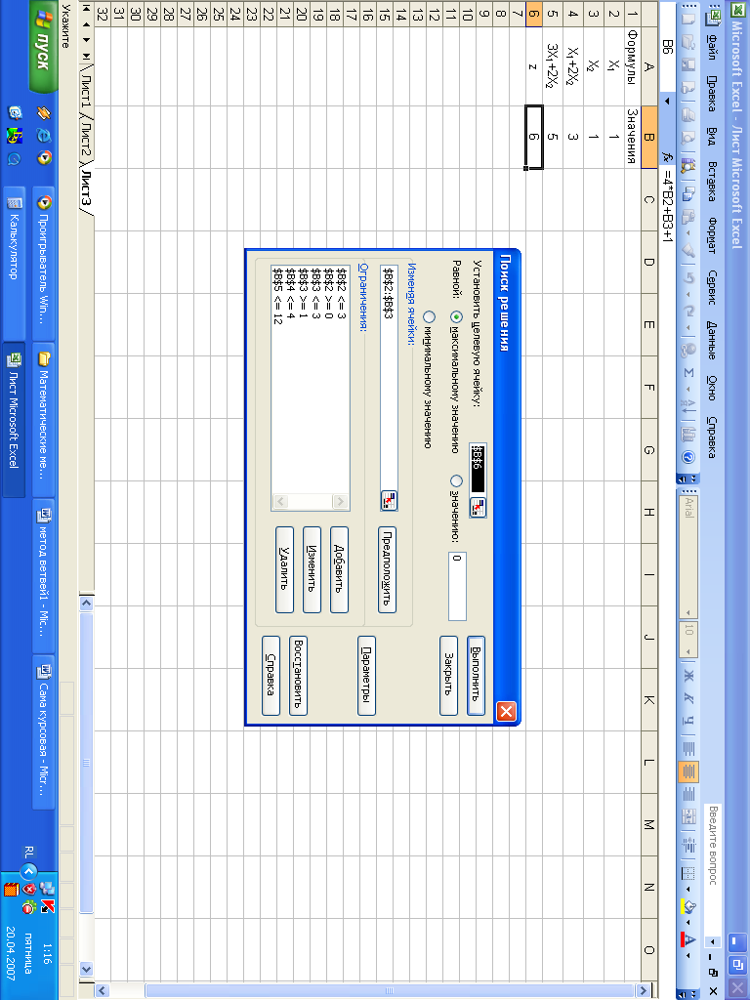 Microsoft Excel - Лист Microsoft Excel
Файл Правка Вид Вставка Формат Сервис Данные Окно Справка
Введите вопрос
Arial 10 Ж К Ч
B6 fx =4*B2+B3+1
A B C D E F G H I J K L M N O
1 Формулы Значения
2 X₁ 1
3 X₂ 1
4 X₁+2X₂ 3
5 3X₁+2X₂ 5
6 z 6
7
8
9
10
11
12
13
14
15
16
17
18
19
20
21
22
23
24
25
26
27
28
29
30
31
32
Поиск решения
Установить целевую ячейку: $B$6
Равной: максимальному значению значению: 0
минимальному значению
Изменяя ячейки:
$B$2:$B$3
Предположить
Ограничения:
$B$2 <= 3
$B$2 >= 0
$B$3 <= 3
$B$3 >= 1
$B$4 <= 4
$B$5 <= 12
Добавить
Изменить
Удалить
Выполнить
Закрыть
Параметры
Восстановить
Справка
Лист1 Лист2 Лист3
Укажите
пуск
Проигрыватель Win...
Математические ме...
метод ветвей1 - Mic...
Сама курсовая - Micr...
Калькулятор
Лист Microsoft Excel
RL
1:16
пятница
20.04.2007